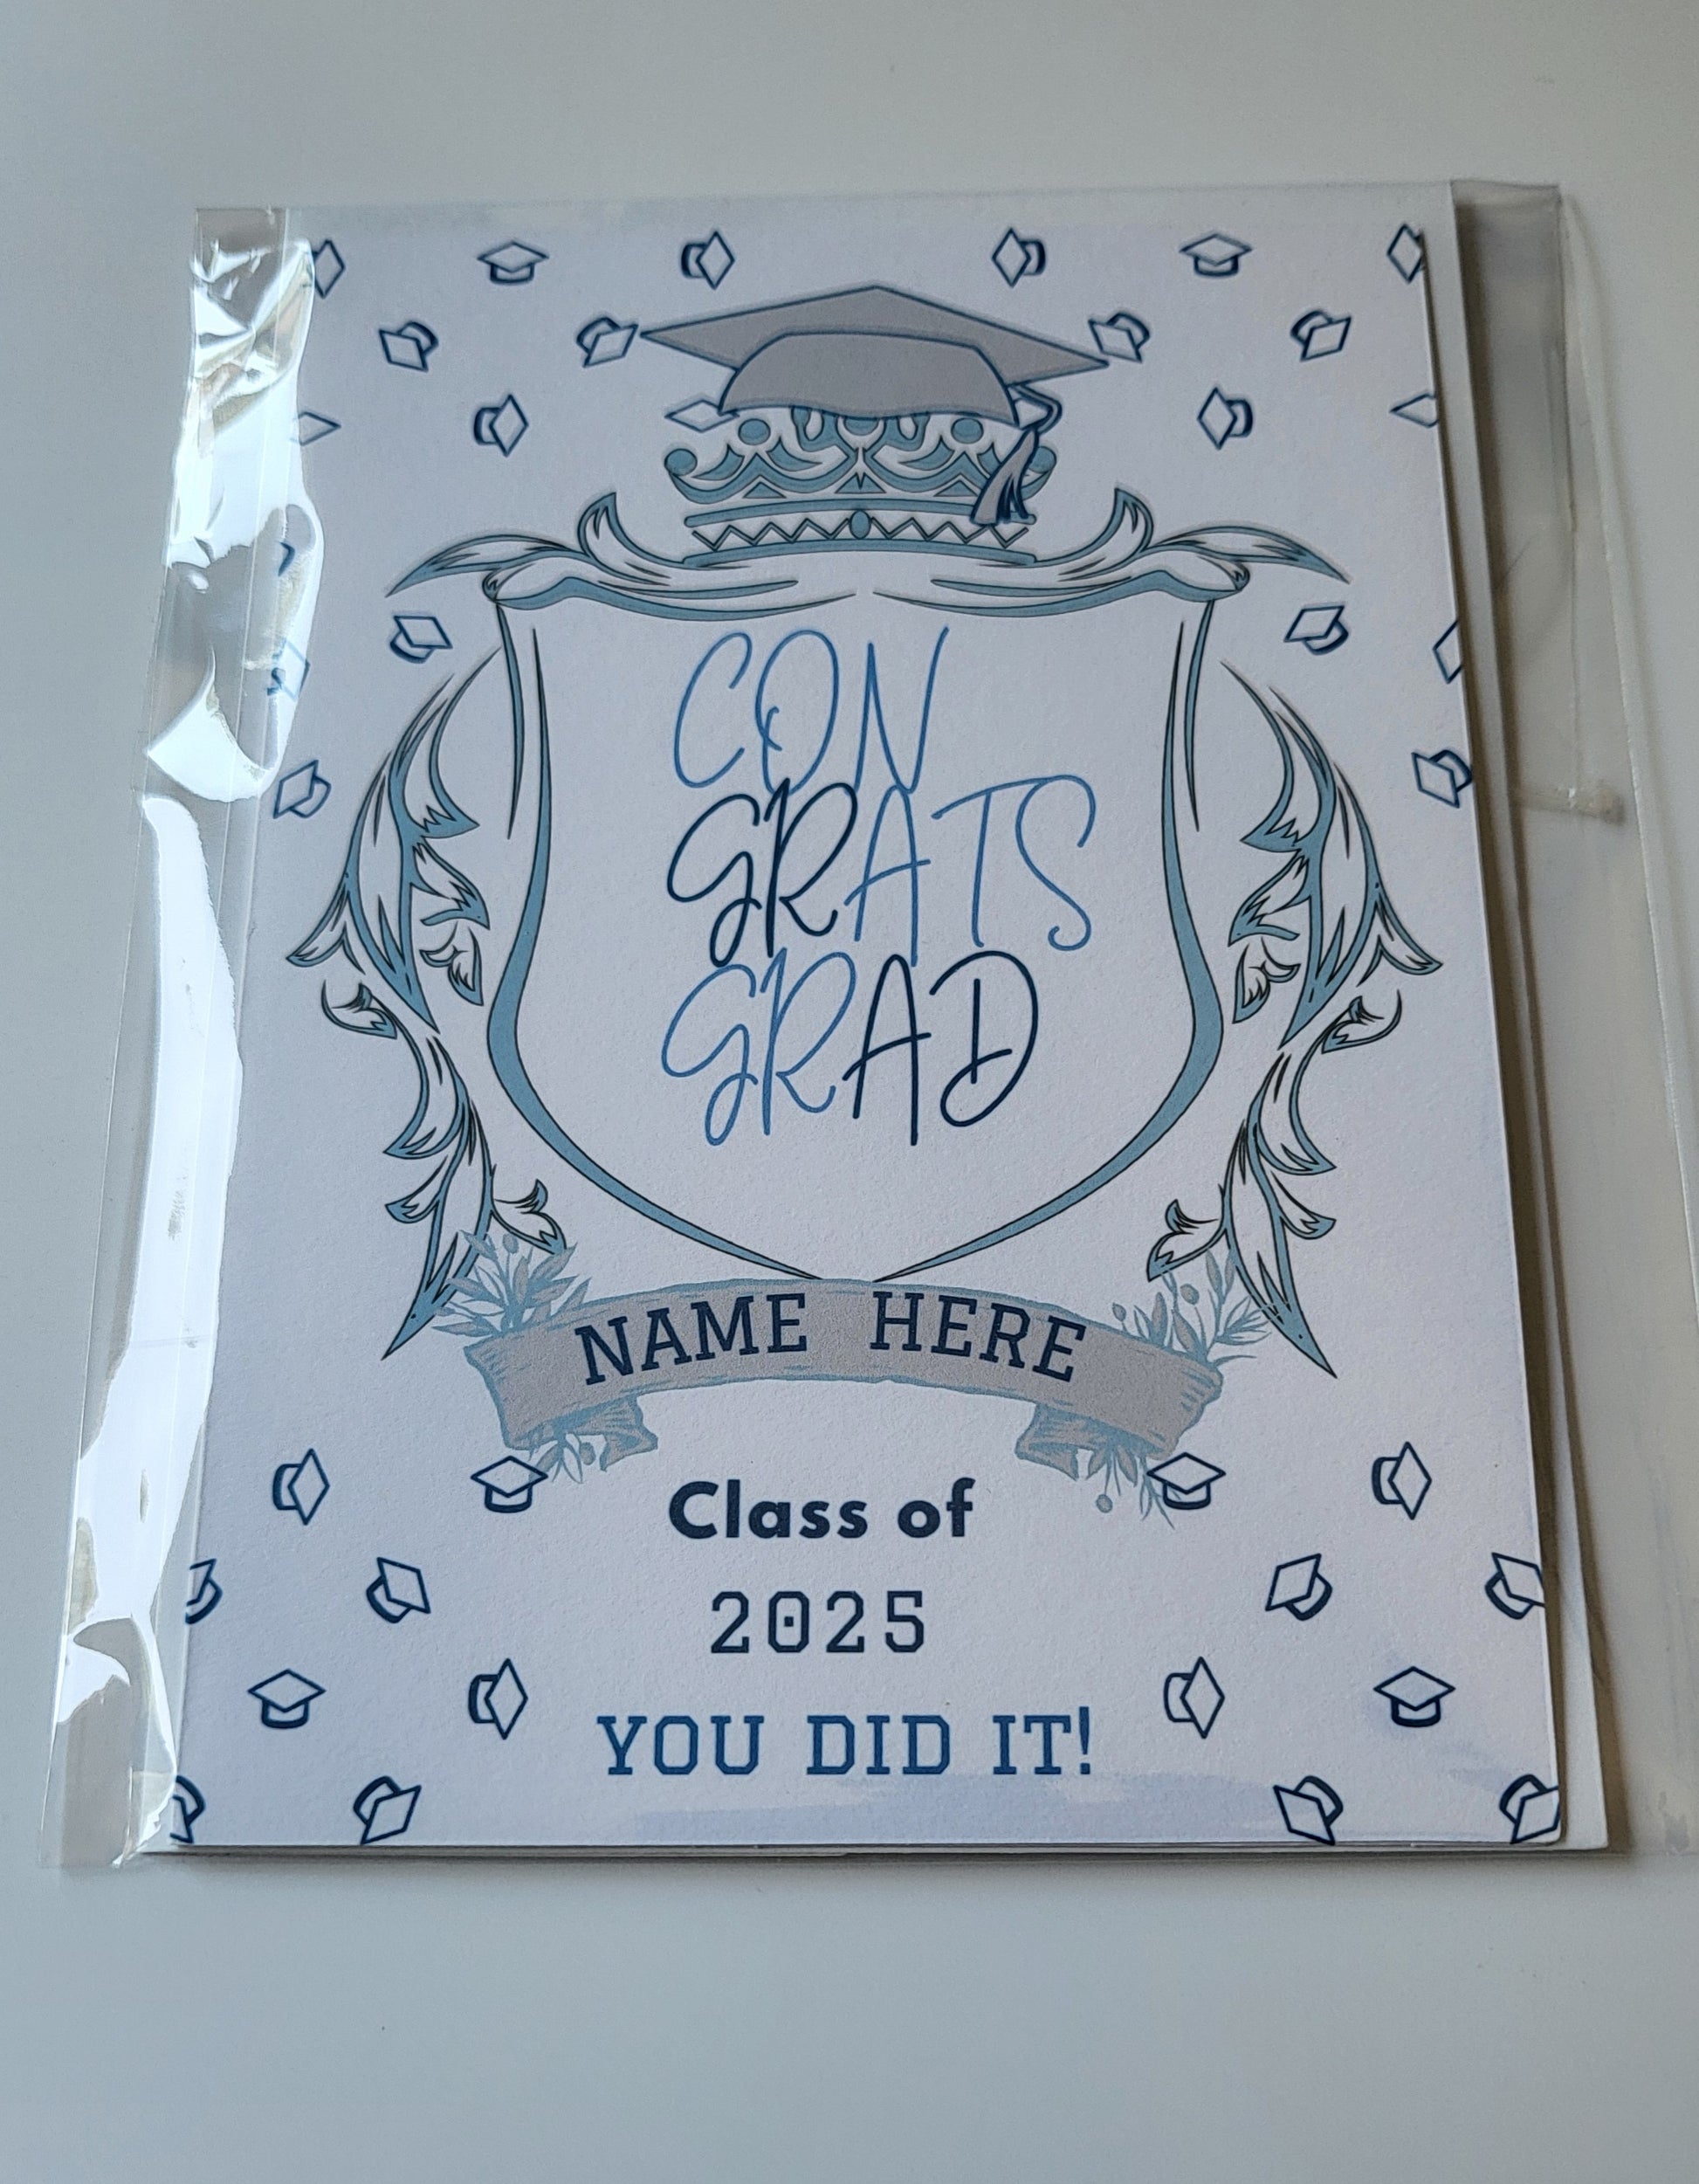 CON
GRATS
GRAD
NAME HERE
Class of
2025
YOU DID IT!